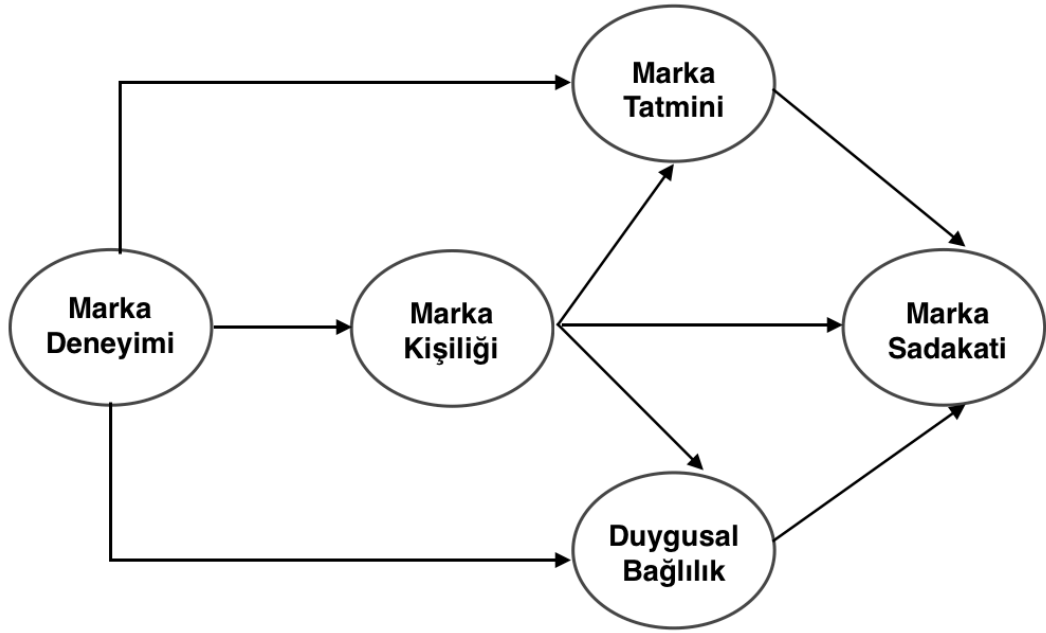 Marka
Tatmini
Marka
Deneyimi
Marka
Kişiliği
Marka
Sadakati
Duygusal
Bağlılık